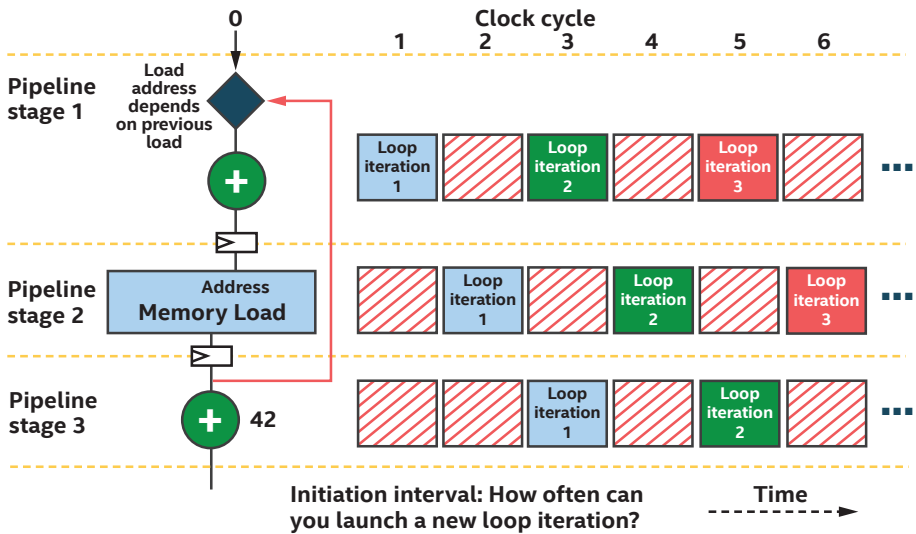 0
Clock cycle
1 2 3 4 5 6
Pipeline
stage 1
Load
address
depends
on previous
load
+
Loop
iteration
1
Loop
iteration
2
Loop
iteration
3
...
Pipeline
stage 2
Address
Memory Load
Loop
iteration
1
Loop
iteration
2
Loop
iteration
3
...
Pipeline
stage 3
+
42
Loop
iteration
1
Loop
iteration
2
...
Initiation interval: How often can
you launch a new loop iteration?
Time